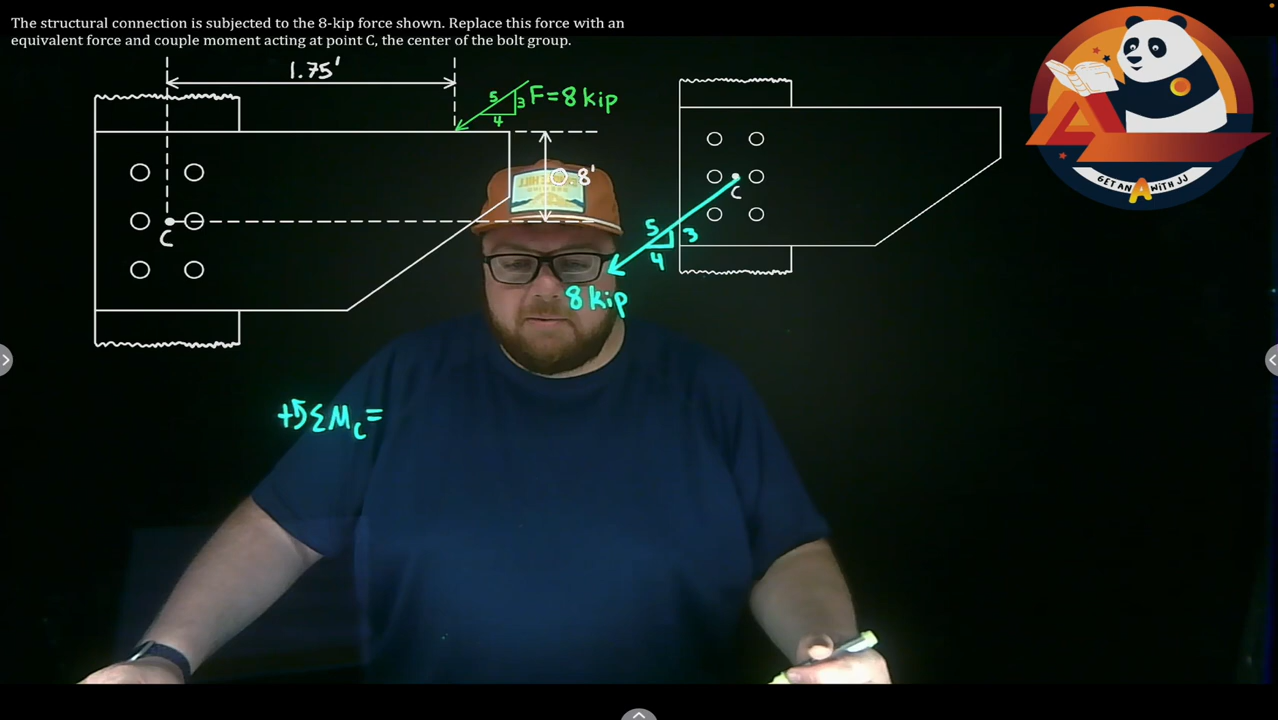 The structural connection is subjected to the 8-kip force shown. Replace this force with an
equivalent force and couple moment acting at point C, the center of the bolt group.
1.75'
5
3
4
F=8 kip
8'
C
C
5
3
4
8 kip
+↺ΣM_C=
GET AN A WITH JJ